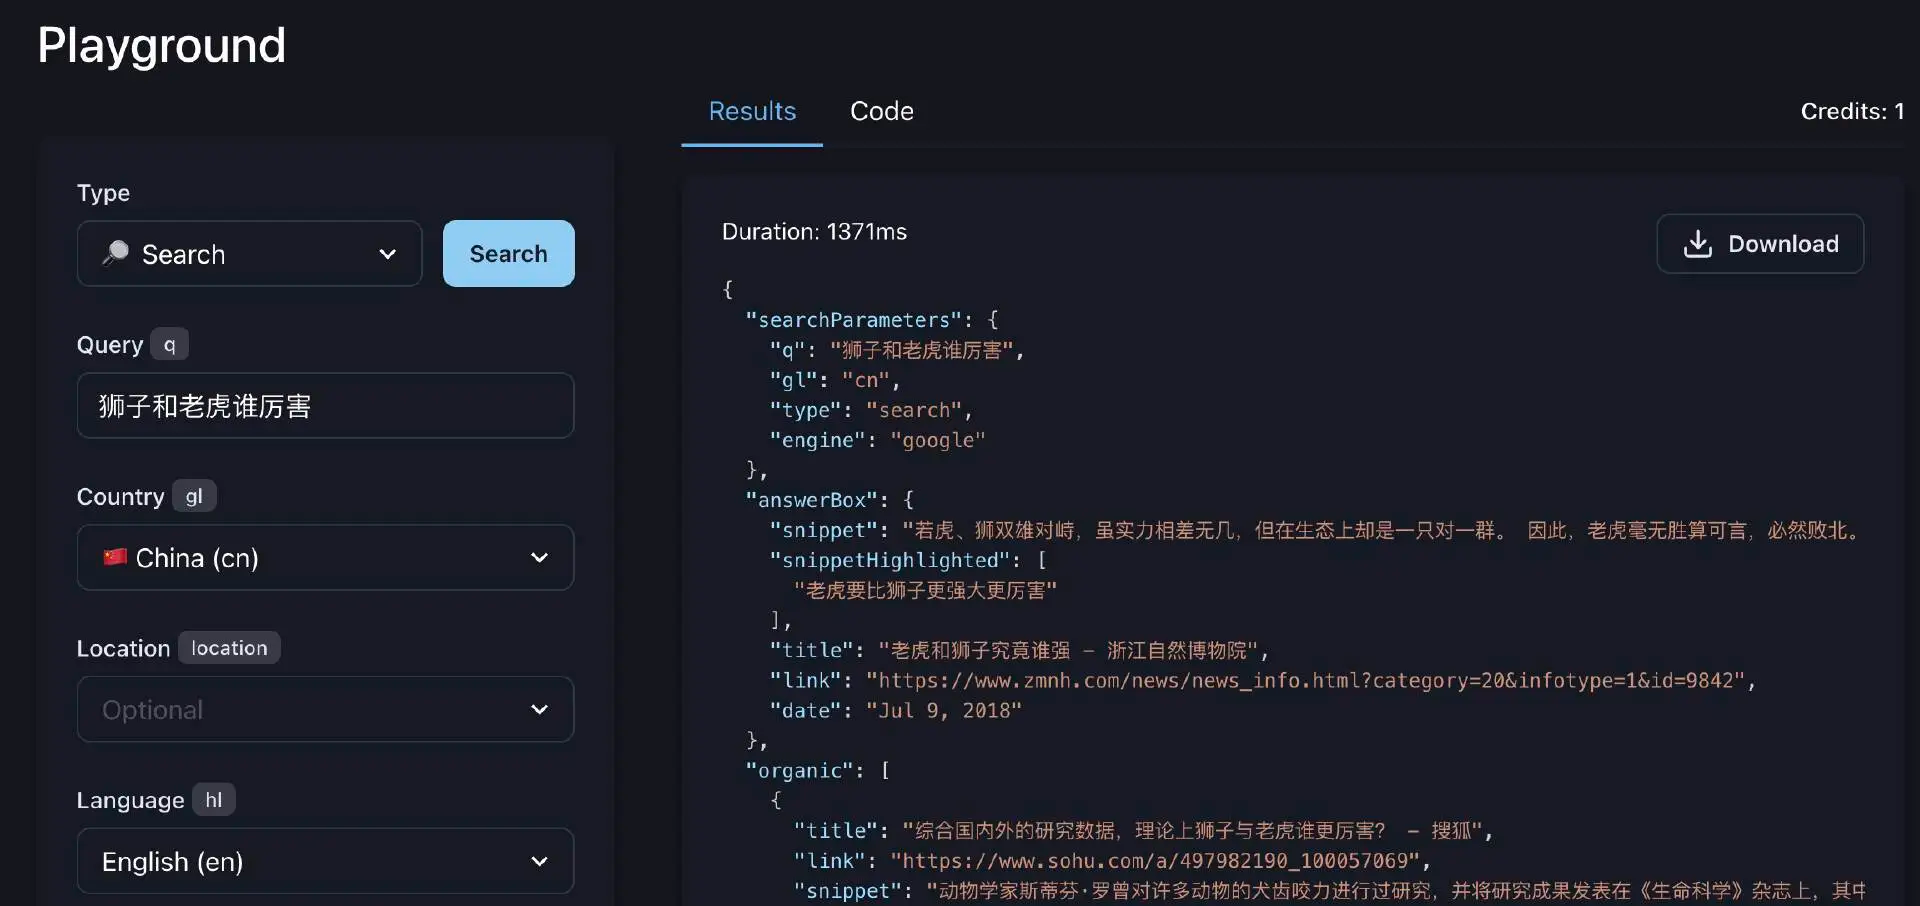 Playground
Results
Code
Credits: 1
Type
Search
Search
Query q
狮子和老虎谁厉害
Country gl
China (cn)
Location location
Optional
Language hl
English (en)
Duration: 1371ms
Download
{
"searchParameters": {
"q": "狮子和老虎谁厉害",
"gl": "cn",
"type": "search",
"engine": "google"
},
"answerBox": {
"snippet": "若虎、狮双雄对峙，虽实力相差无几，但在生态上却是一只对一群。 因此，老虎毫无胜算可言，必然败北。
"snippetHighlighted": [
"老虎要比狮子更强大更厉害"
],
"title": "老虎和狮子究竟谁强 - 浙江自然博物院",
"link": "https://www.zmnh.com/news/news_info.html?category=20&infotype=1&id=9842",
"date": "Jul 9, 2018"
},
"organic": [
{
"title": "综合国内外的研究数据，理论上狮子与老虎谁更厉害？ - 搜狐",
"link": "https://www.sohu.com/a/497982190_100057069",
"snippet": "动物学家斯蒂芬·罗曾对许多动物的犬齿咬力进行过研究，并将研究成果发表在《生命科学》杂志上，其中